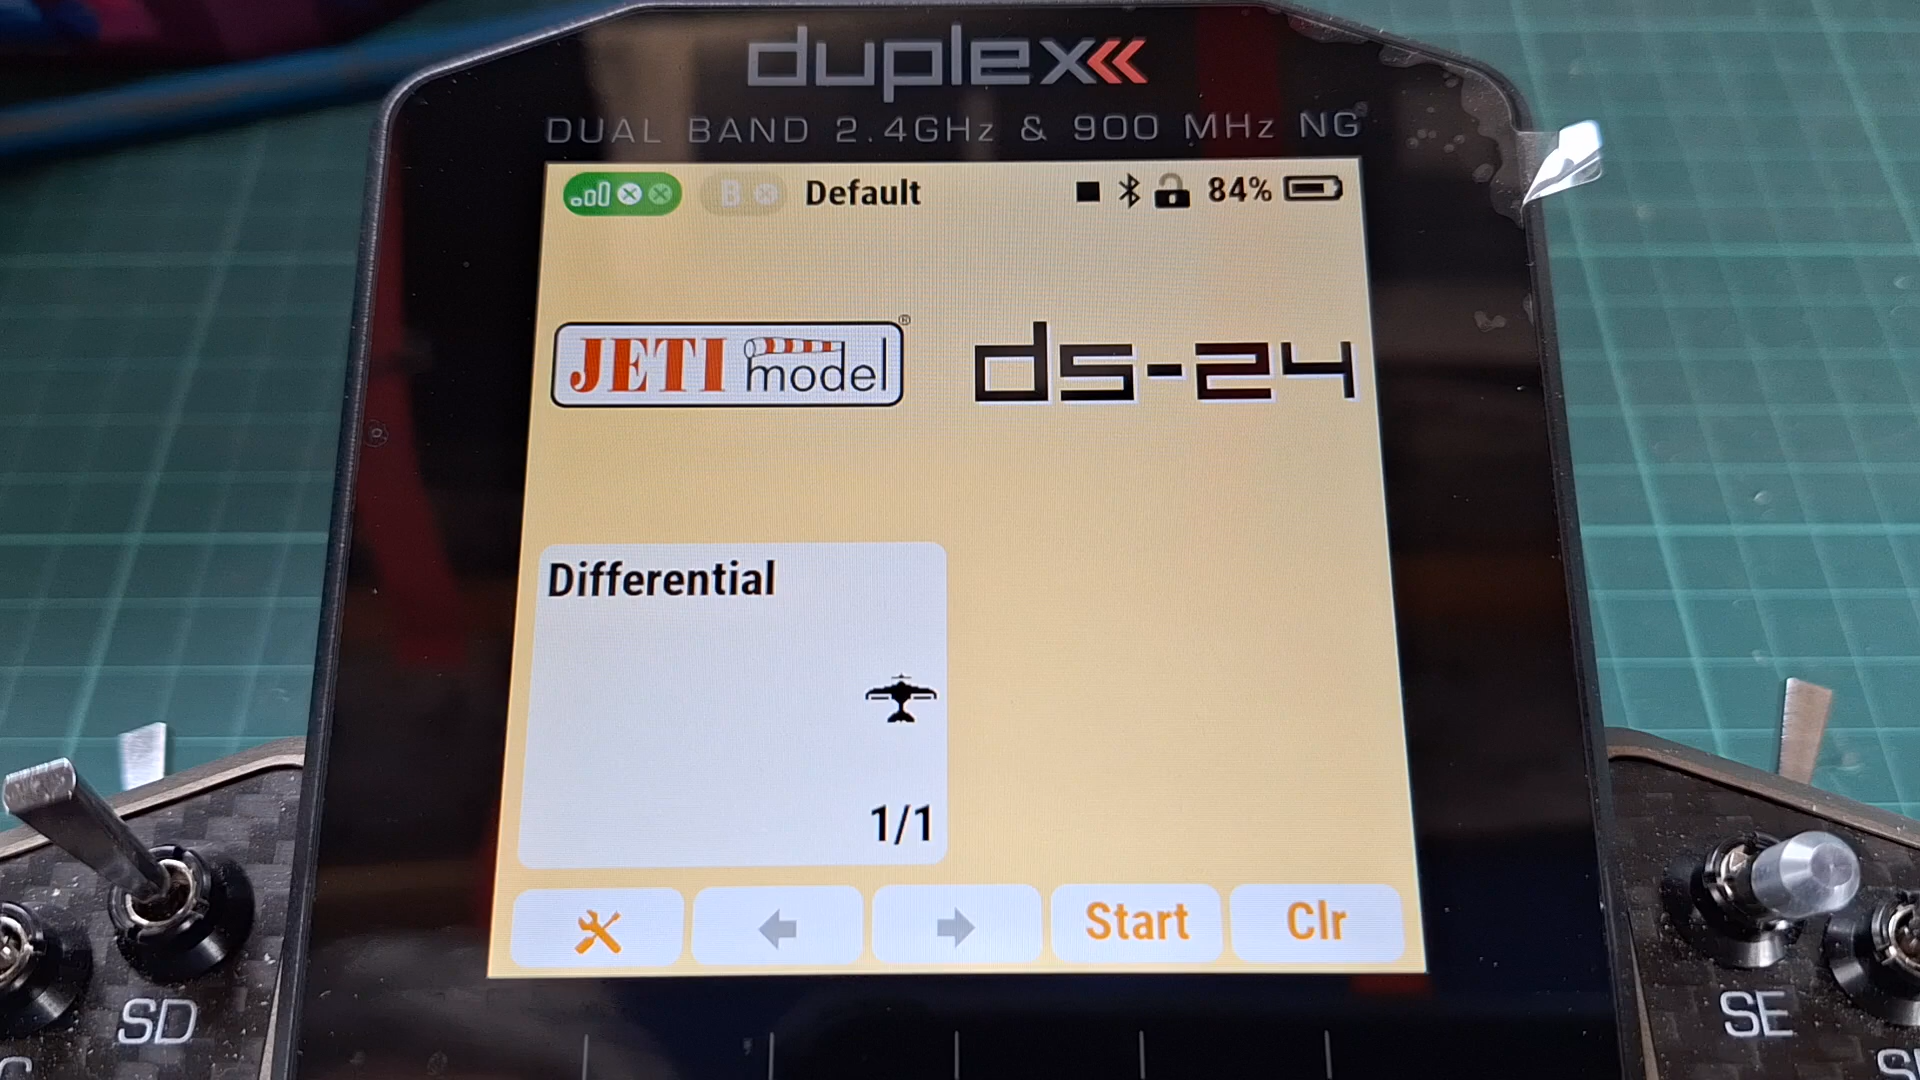 duplex
DUAL BAND 2.4GHz & 900 MHz NG
B Default 84%
JETI model ®
ds-24
Differential
1/1
Start Clr
SD
SE